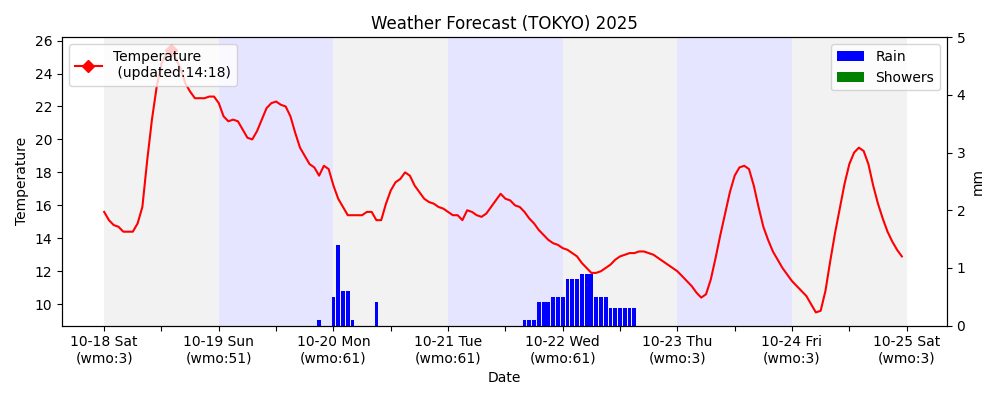 Weather Forecast (TOKYO) 2025
Temperature
(updated:14:18)
Rain
Showers
26
24
22
20
18
16
14
12
10
Temperature
5
4
3
2
1
0
mm
10-18 Sat
(wmo:3)
10-19 Sun
(wmo:51)
10-20 Mon
(wmo:61)
10-21 Tue
(wmo:61)
10-22 Wed
(wmo:61)
10-23 Thu
(wmo:3)
10-24 Fri
(wmo:3)
10-25 Sat
(wmo:3)
Date